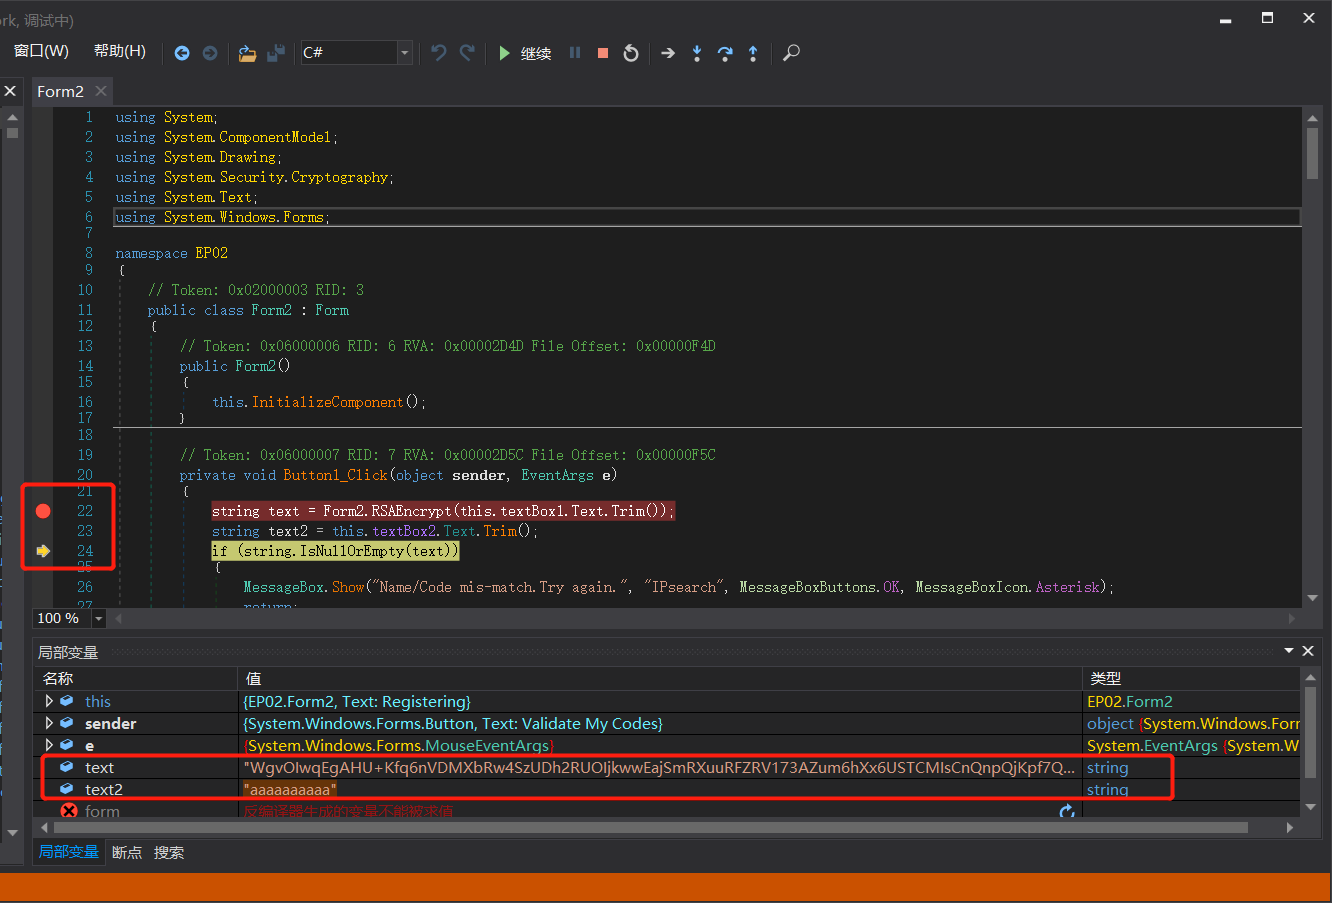 rk, 调试中)
窗口(W) 帮助(H) C# 继续
Form2
1 using System;
2 using System.ComponentModel;
3 using System.Drawing;
4 using System.Security.Cryptography;
5 using System.Text;
6 using System.Windows.Forms;
7
8 namespace EP02
9 {
10 // Token: 0x02000003 RID: 3
11 public class Form2 : Form
12 {
13 // Token: 0x06000006 RID: 6 RVA: 0x00002D4D File Offset: 0x00000F4D
14 public Form2()
15 {
16 this.InitializeComponent();
17 }
18
19 // Token: 0x06000007 RID: 7 RVA: 0x00002D5C File Offset: 0x00000F5C
20 private void Button1_Click(object sender, EventArgs e)
21 {
22 string text = Form2.RSAEncrypt(this.textBox1.Text.Trim());
23 string text2 = this.textBox2.Text.Trim();
24 if (string.IsNullOrEmpty(text))
25 {
26 MessageBox.Show("Name/Code mis-match.Try again.", "IPsearch", MessageBoxButtons.OK, MessageBoxIcon.Asterisk);
27 return;
100 %
局部变量
名称 值 类型
this {EP02.Form2, Text: Registering} EP02.Form2
sender {System.Windows.Forms.Button, Text: Validate My Codes} object {System.Windows.Forr
e {System.Windows.Forms.MouseEventArgs} System.EventArgs {System.W
text "WgvOIwqEgAHU+Kfq6nVDMXbRw4SzUDh2RUOIjkwwEajSmRXuuRFZRV173AZum6hXx6USTCMIsCnQnpQjKpf7Q... string
text2 "aaaaaaaaaa" string
form 反编译器生成的变量不能被求值
局部变量 断点 搜索